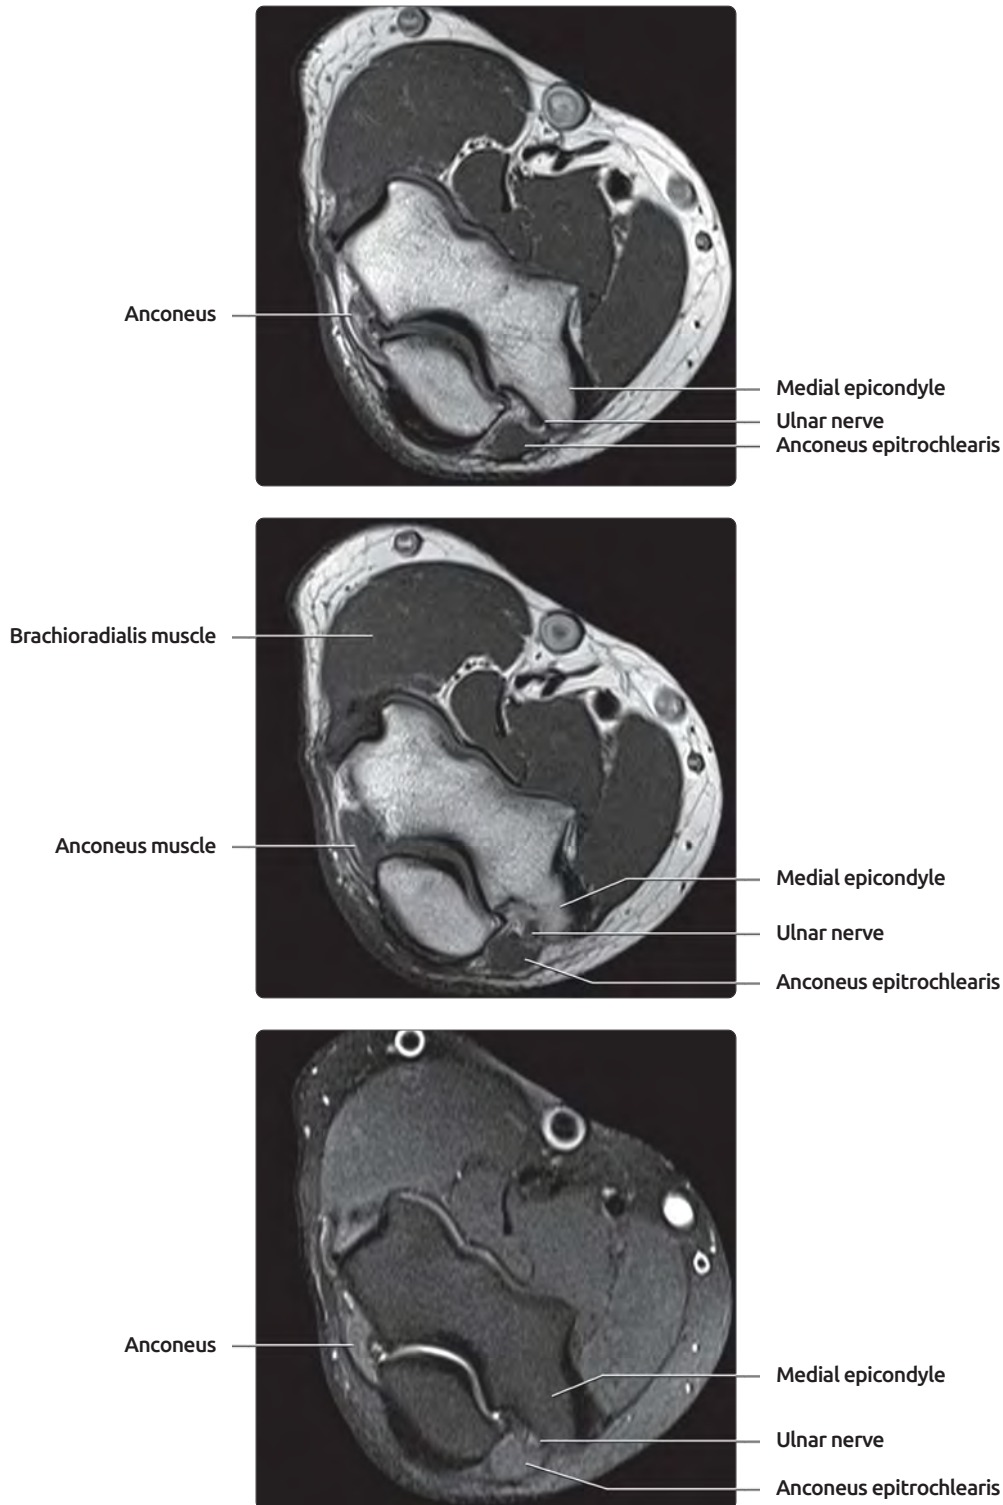 Anconeus
Medial epicondyle
Ulnar nerve
Anconeus epitrochlearis
Brachioradialis muscle
Anconeus muscle
Medial epicondyle
Ulnar nerve
Anconeus epitrochlearis
Anconeus
Medial epicondyle
Ulnar nerve
Anconeus epitrochlearis